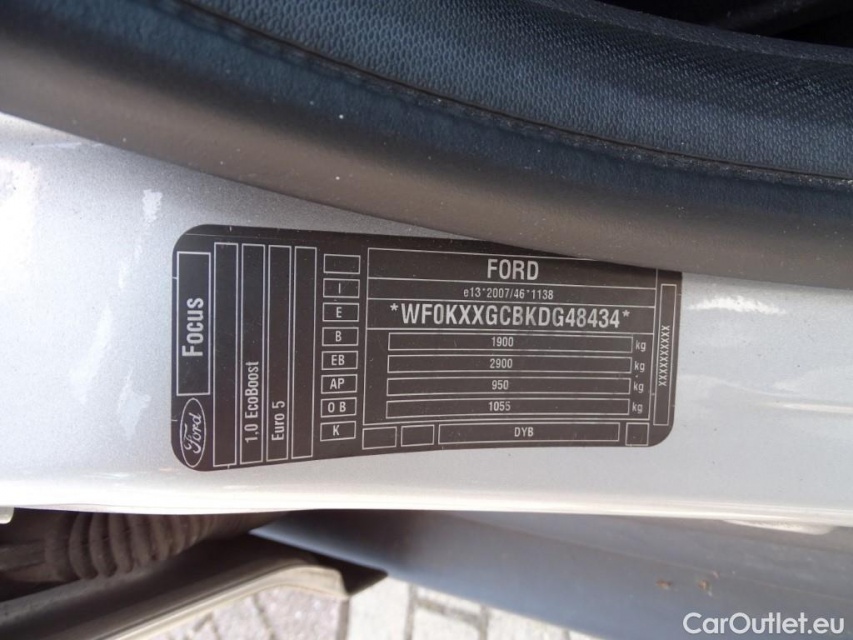 FORD
e13*2007/46*1138
*WF0KXXGCBKDG48434*
1900 kg
2900 kg
950 kg
1055 kg
DYB
XXXXXXXXXX
I
E
B
EB
AP
O B
K
Focus
Ford
1.0 EcoBoost
Euro 5
CarOutlet.eu